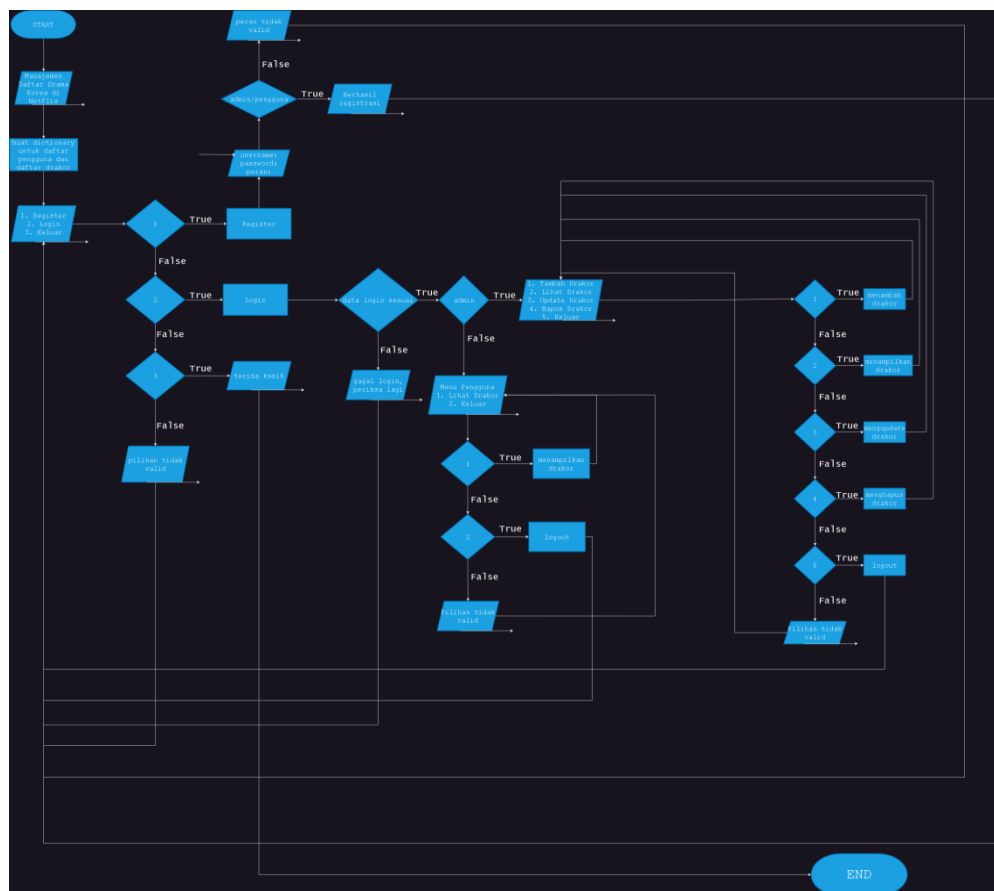 START
Manajemen
Daftar Drama
Korea di
Netflix
buat dictionary
untuk daftar
pengguna dan
daftar drakor
1. Register
2. Login
3. Keluar
1
True
Register
False
username:
password:
peran:
admin/pengguna
False
peran tidak
valid
True
Berhasil
registrasi
2
True
Login
False
data login sesuai
True
False
gagal login,
periksa lagi
3
True
terima kasih
False
pilihan tidak
valid
admin
True
False
Menu Pengguna
1. Lihat Drakor
2. Keluar
1
True
menampilkan
drakor
False
2
True
logout
False
Pilihan tidak
valid
1. Tambah Drakor
2. Lihat Drakor
3. Update Drakor
4. Hapus Drakor
5. Keluar
1
True
menambah
drakor
False
2
True
menampilkan
drakor
False
3
True
mengupdate
drakor
False
4
True
menghapus
drakor
False
5
True
logout
False
Pilihan tidak
valid
END